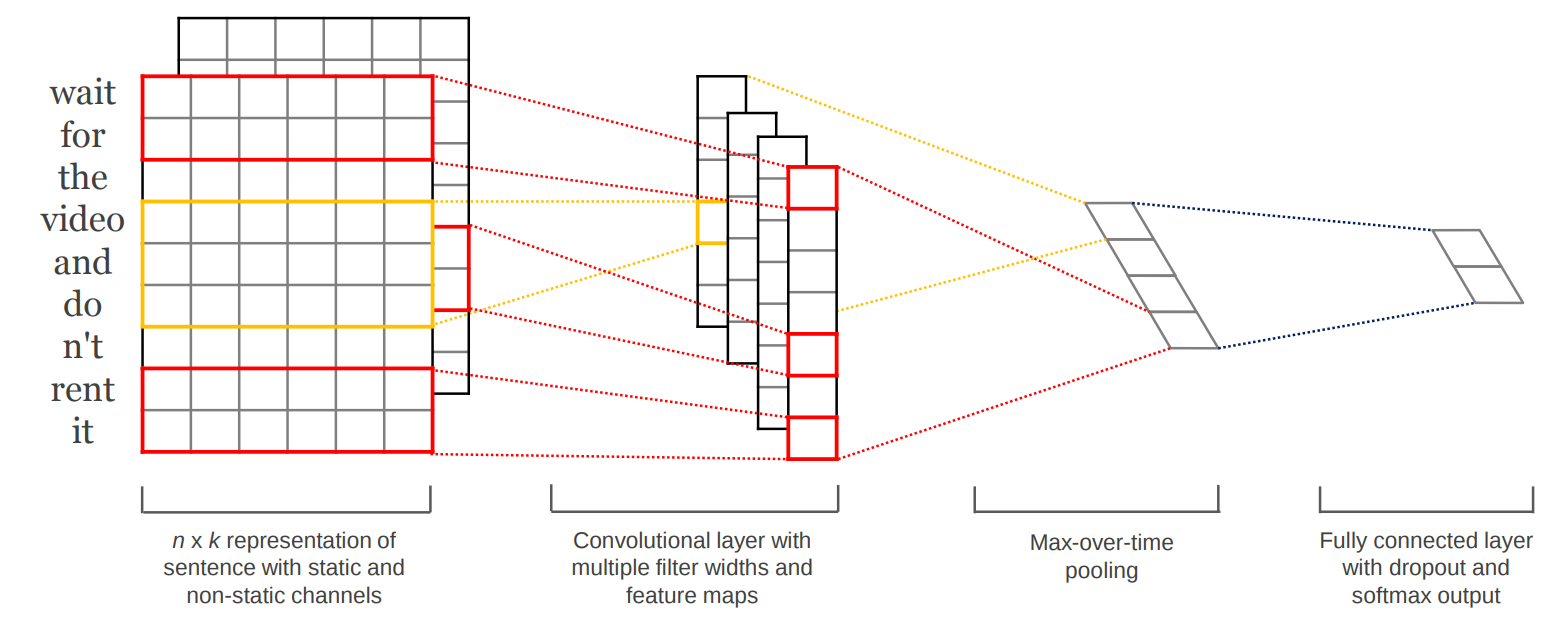 wait
for
the
video
and
do
n't
rent
it
n x k representation of
sentence with static and
non-static channels
Convolutional layer with
multiple filter widths and
feature maps
Max-over-time
pooling
Fully connected layer
with dropout and
softmax output